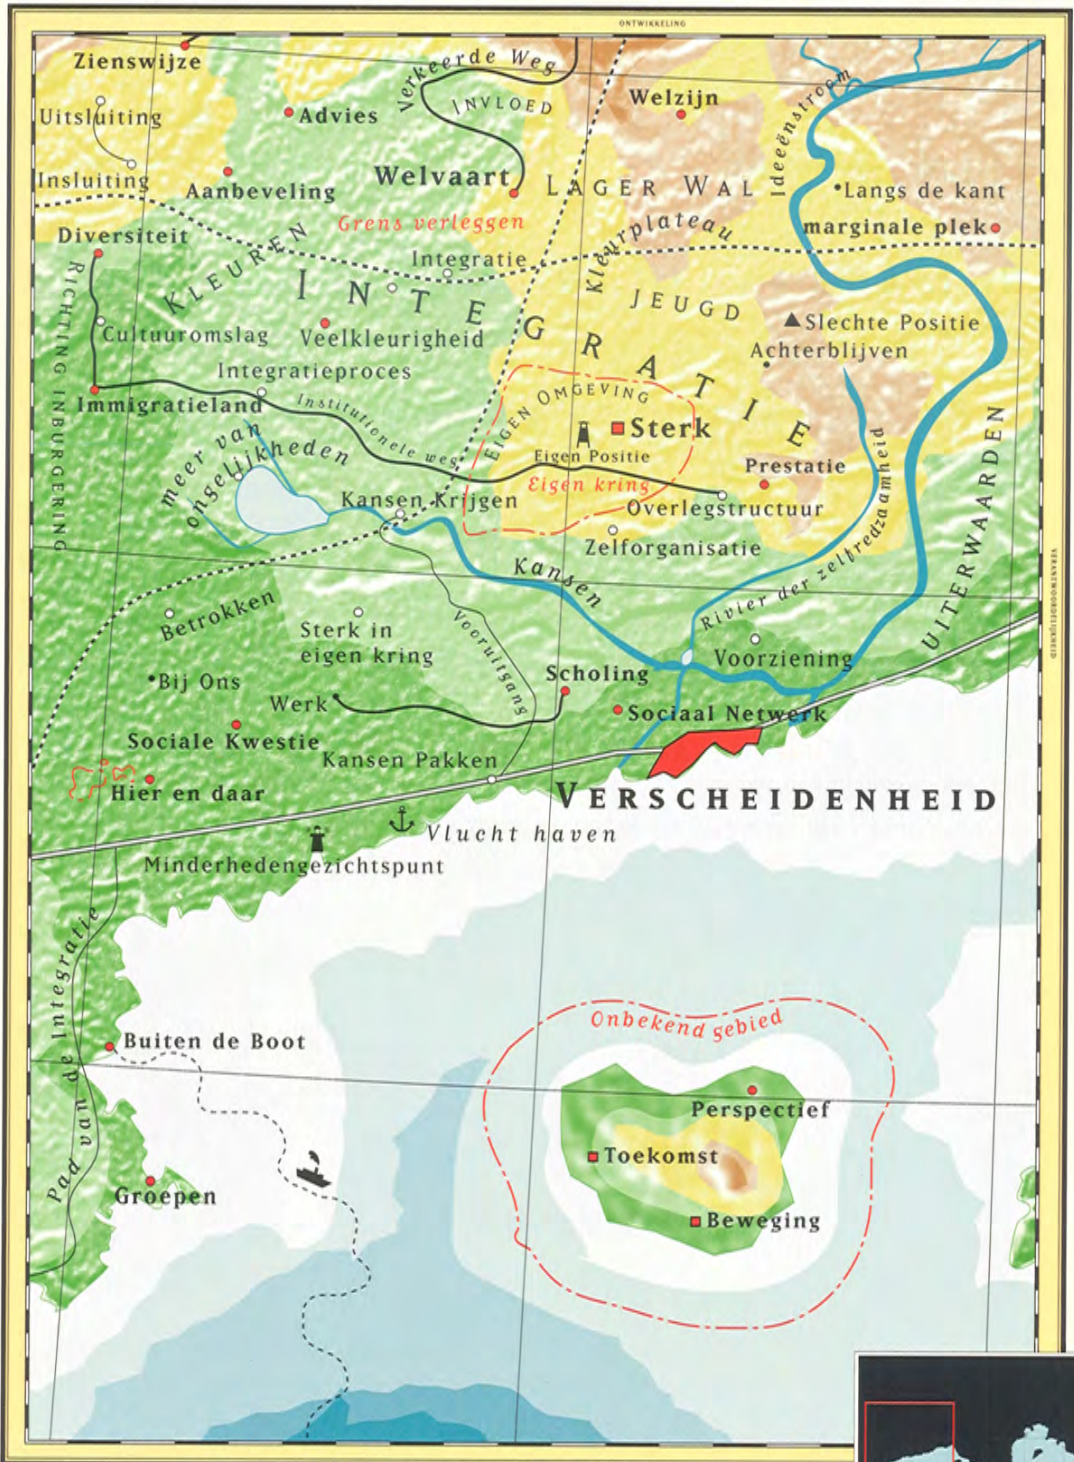 ONTWIKKELING
Zienswijze
Verkeerde Weg
INVLOED
Welzijn
Ideeënstroom
Uitsluiting
Advies
Insluiting
Aanbeveling
Welvaart
LAGER WAL
Langs de kant
marginale plek
Grens verleggen
Kleurplateau
Diversiteit
KLEUREN
Integratie
INTEGRATIE
JEUGD
RICHTING INBURGERING
Cultuuromslag
Veelkleurigheid
Slechte Positie
Achterblijven
Integratieproces
Immigratieland
Institutionele weg
EIGEN OMGEVING
Sterk
Eigen Positie
Eigen kring
Prestatie
meer van
ongelijkheden
Kansen Krijgen
Overlegstructuur
Zelforganisatie
Rivier der zelfredzaamheid
UITERWAARDEN
VERANTWOORDELIJKHEID
Kansen
Betrokken
Sterk in
eigen kring
Vooruitgang
Voorziening
Bij Ons
Werk
Scholing
Sociaal Netwerk
Sociale Kwestie
Kansen Pakken
Hier en daar
VERSCHEIDENHEID
Vlucht haven
Minderhedengezichtspunt
Pad van de Integratie
Buiten de Boot
Onbekend gebied
Perspectief
Toekomst
Groepen
Beweging